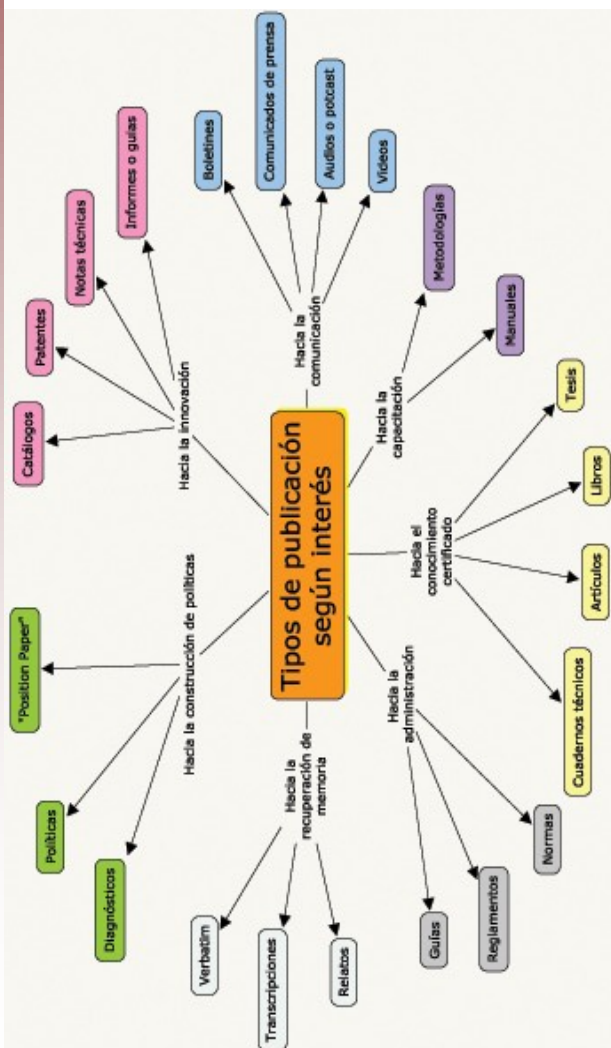 Tipos de publicación
según interés
Hacia la construcción de políticas
Diagnósticos
Políticas
"Position Paper"
Hacia la innovación
Catálogos
Patentes
Notas técnicas
Informes o guías
Hacia la
comunicación
Boletines
Comunicados de prensa
Audios o potcast
Videos
Hacia la
capacitación
Metodologías
Manuales
Hacia el
conocimiento
certificado
Tesis
Libros
Artículos
Cuadernos técnicos
Hacia la
administración
Normas
Reglamentos
Guías
Hacia la
recuperación de
memoria
Relatos
Transcripciones
Verbatim